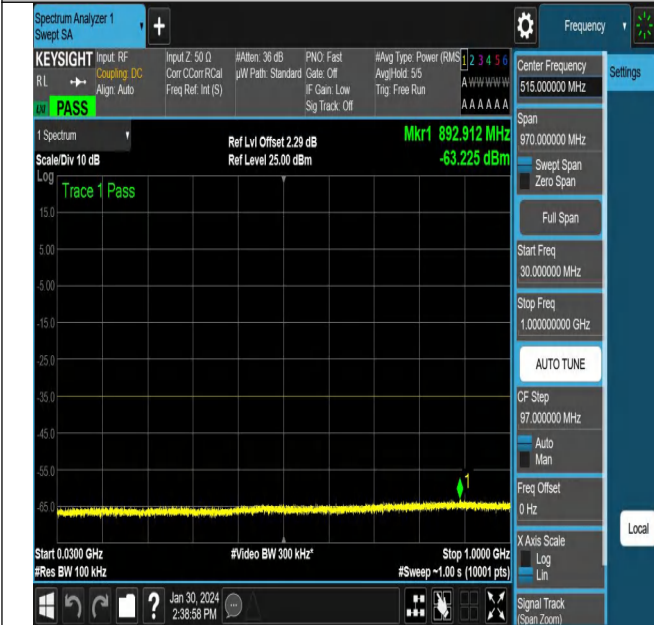 Spectrum Analyzer 1
Swept SA
+
Frequency
KEYSIGHT
RL
PASS
Input: RF
Coupling: DC
Align: Auto
Input Z: 50 Ω
Corr CCorr RCal
Freq Ref: Int (S)
#Atten: 36 dB
µW Path: Standard
PNO: Fast
Gate: Off
IF Gain: Low
Sig Track: Off
#Avg Type: Power (RMS
Avg|Hold: 5/5
Trig: Free Run
1 2 3 4 5 6
A W W W W W
A A A A A A
1 Spectrum
Scale/Div 10 dB
Ref Lvl Offset 2.29 dB
Ref Level 25.00 dBm
Mkr1 892.912 MHz
-63.225 dBm
Log
Trace 1 Pass
15.0
5.00
-5.00
-15.0
-25.0
-35.0
-45.0
-55.0
-65.0
1
Start 0.0300 GHz
#Res BW 100 kHz
#Video BW 300 kHz*
Stop 1.0000 GHz
#Sweep ~1.00 s (10001 pts)
?
Jan 30, 2024
2:38:58 PM
Center Frequency
515.000000 MHz
Span
970.000000 MHz
Swept Span
Zero Span
Full Span
Start Freq
30.000000 MHz
Stop Freq
1.000000000 GHz
AUTO TUNE
CF Step
97.000000 MHz
Auto
Man
Freq Offset
0 Hz
X Axis Scale
Log
Lin
Signal Track
(Span Zoom)
Settings
Local